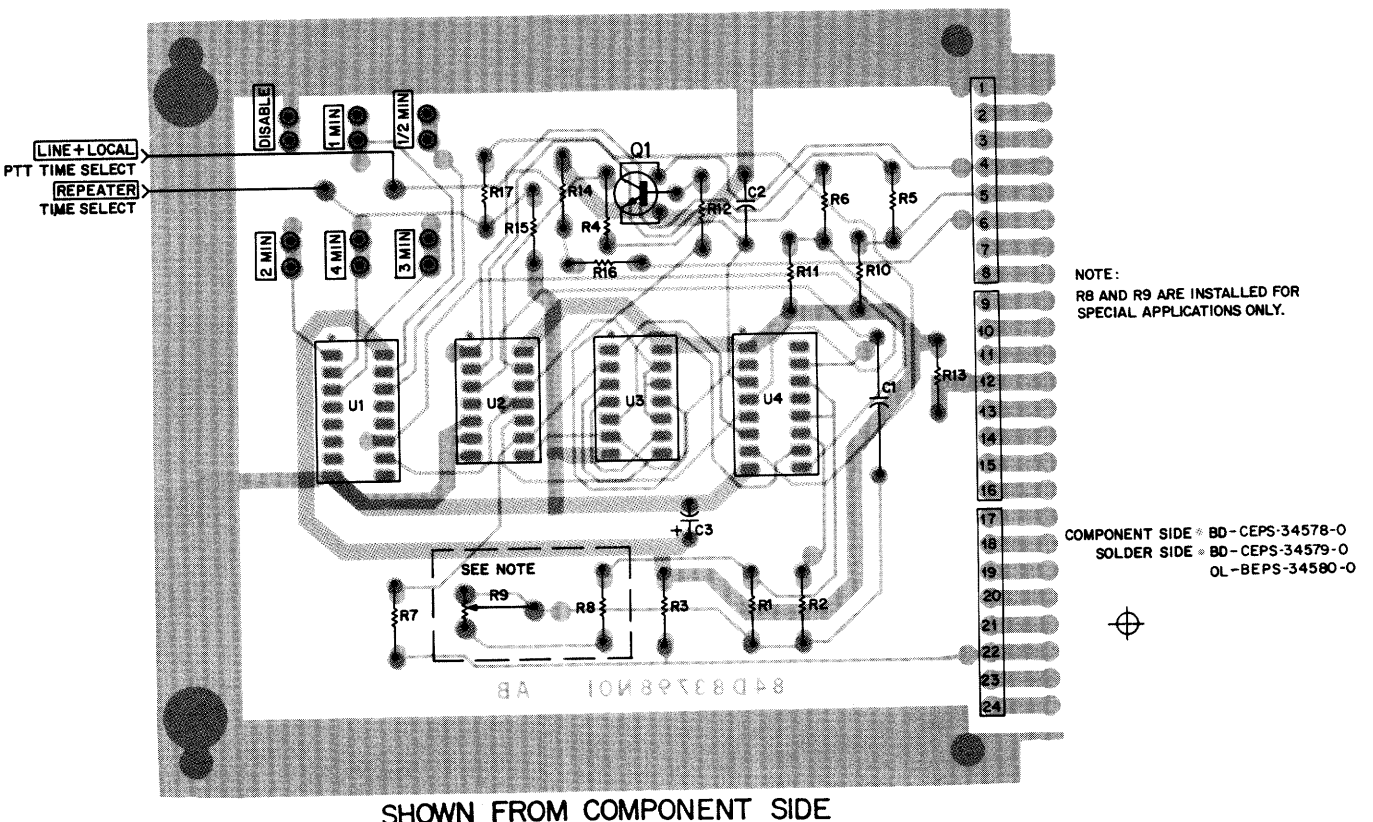 DISABLE
1 MIN
1/2 MIN
LINE+LOCAL
PTT TIME SELECT
REPEATER
TIME SELECT
2 MIN
4 MIN
3 MIN
Q1
R17
R14
R15
R4
R16
R12
C2
R6
R5
R11
R10
U1
U2
U3
U4
C1
R13
+
C3
SEE NOTE
R7
R9
R8
R3
R1
R2
84D83798N01 AB
1
2
3
4
5
6
7
8
9
10
11
12
13
14
15
16
17
18
19
20
21
22
23
24
NOTE:
R8 AND R9 ARE INSTALLED FOR
SPECIAL APPLICATIONS ONLY.
COMPONENT SIDE * BD-CEPS-34578-O
SOLDER SIDE * BD-CEPS-34579-O
OL-BEPS-34580-O
SHOWN FROM COMPONENT SIDE